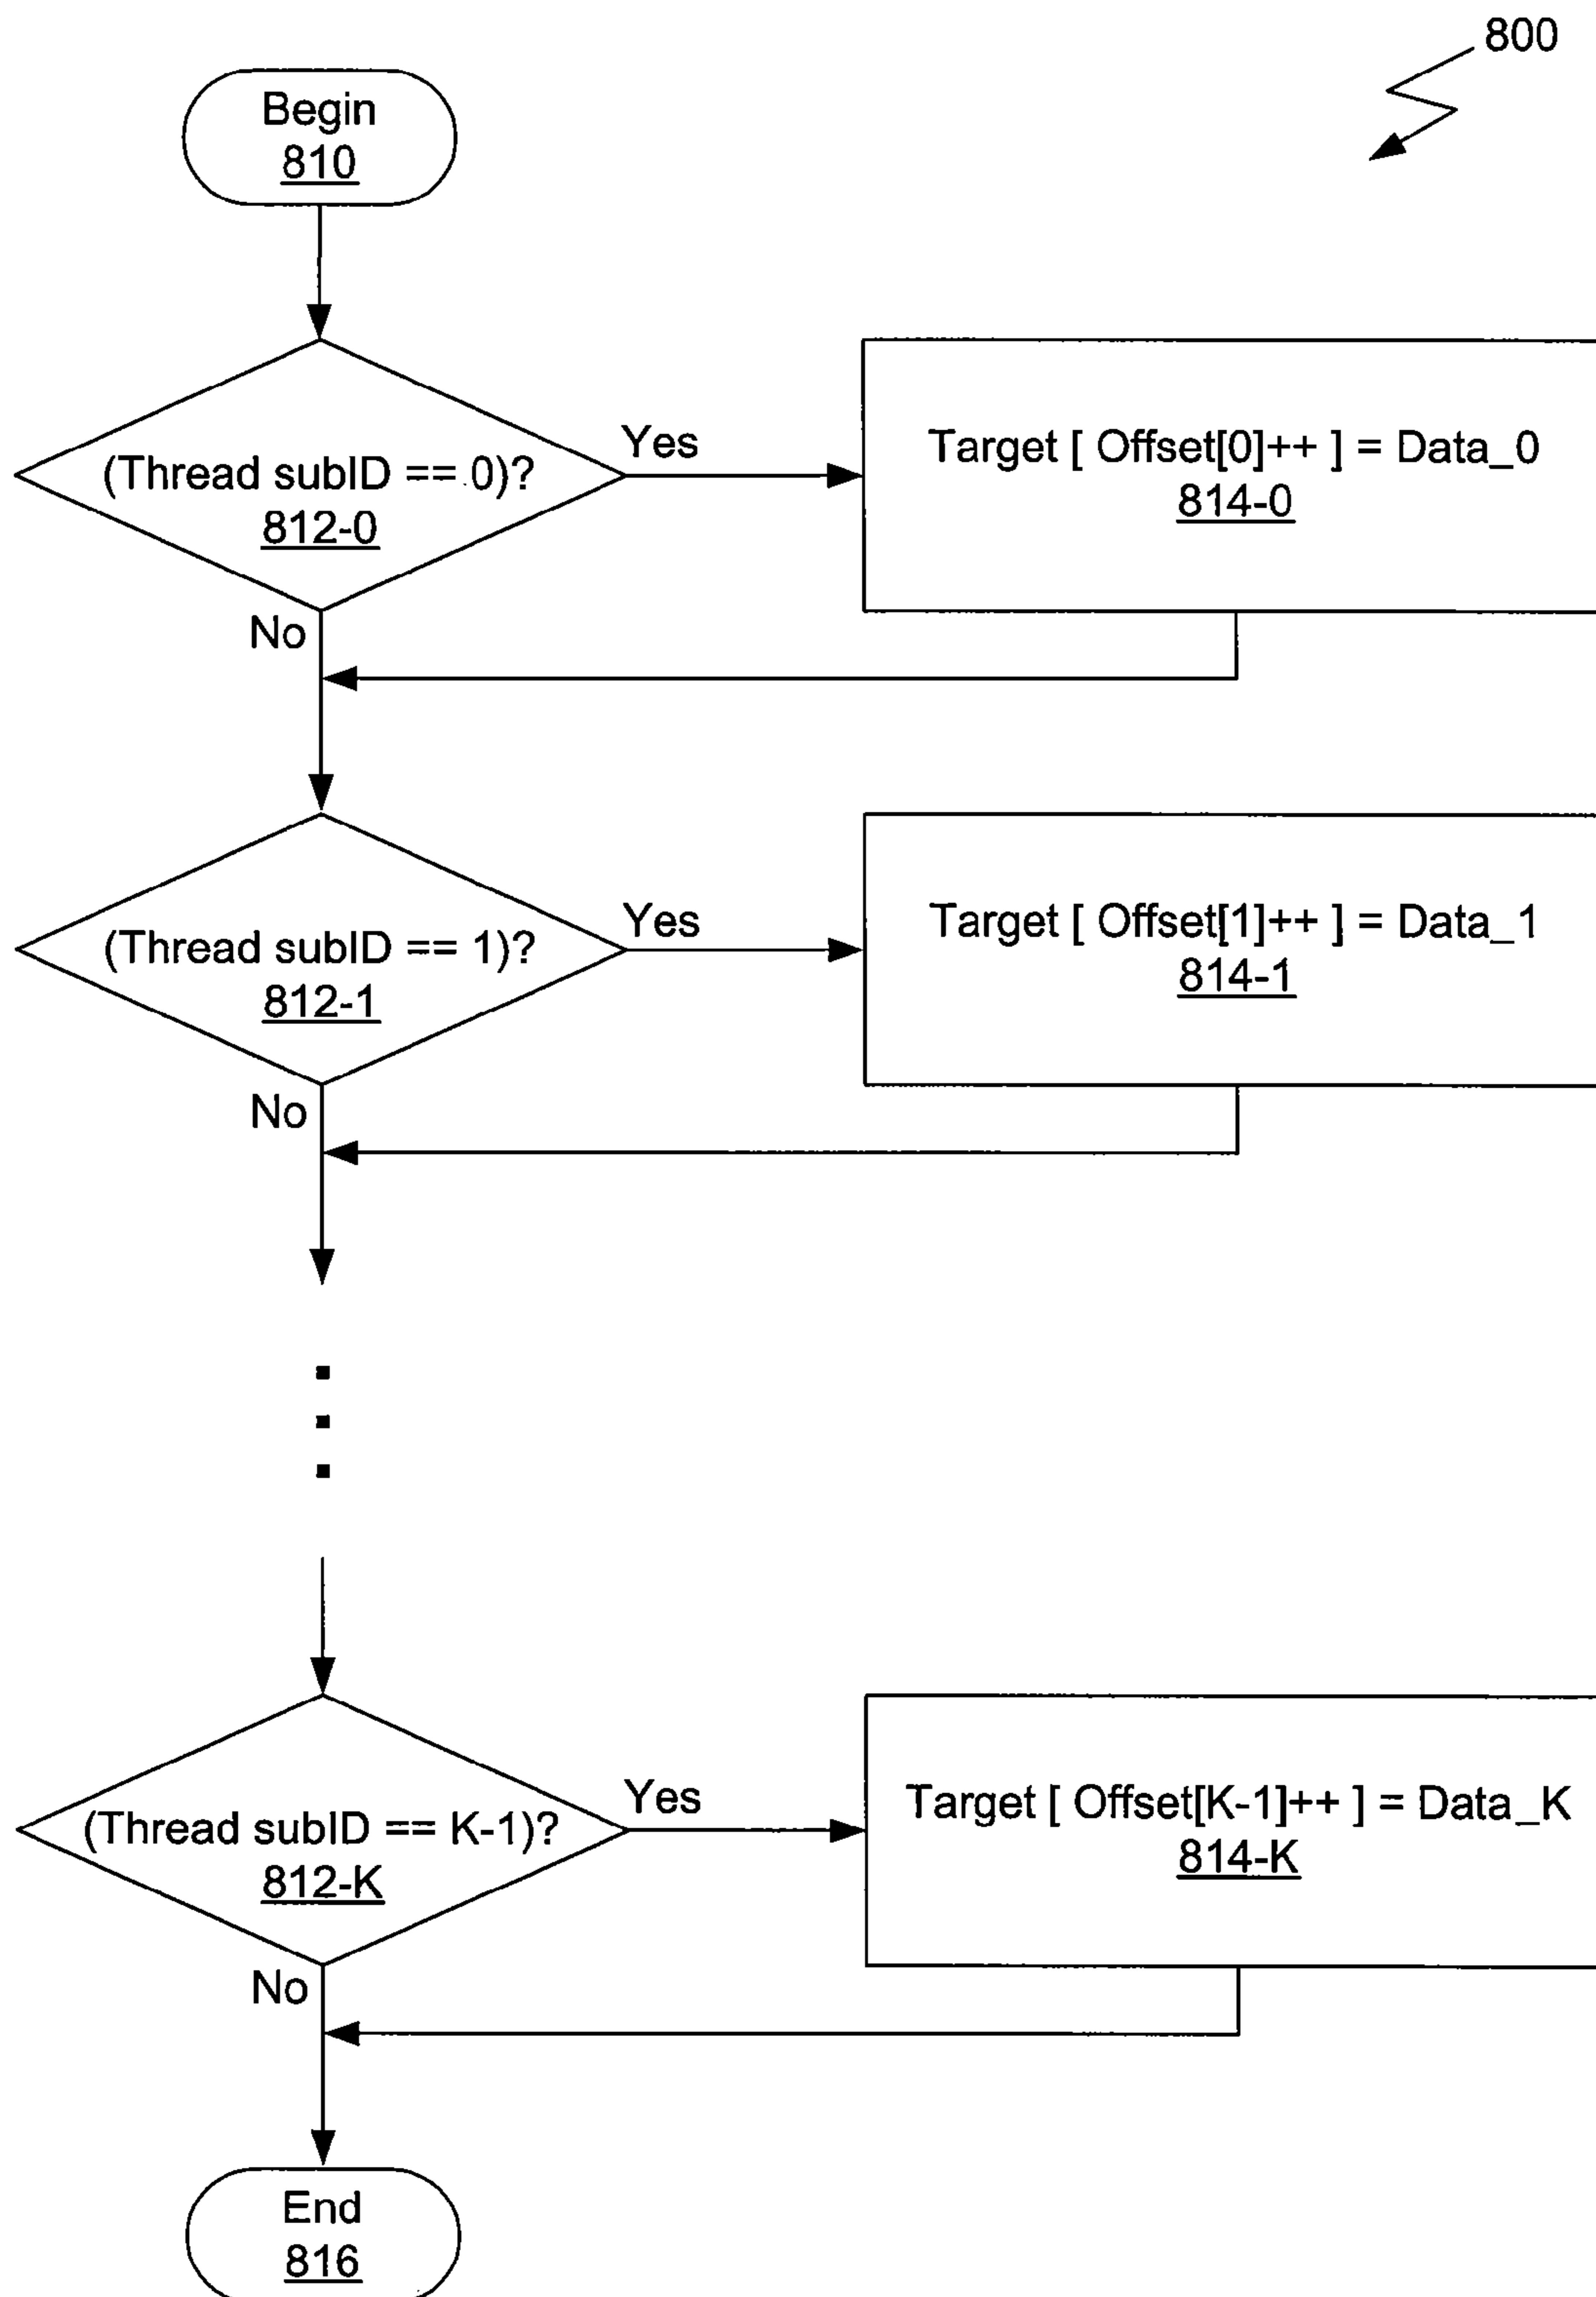 800
Begin
810
(Thread subID == 0)?
812-0
Yes
Target [ Offset[0]++ ] = Data_0
814-0
No
(Thread subID == 1)?
812-1
Yes
Target [ Offset[1]++ ] = Data_1
814-1
No
(Thread subID == K-1)?
812-K
Yes
Target [ Offset[K-1]++ ] = Data_K
814-K
No
End
816